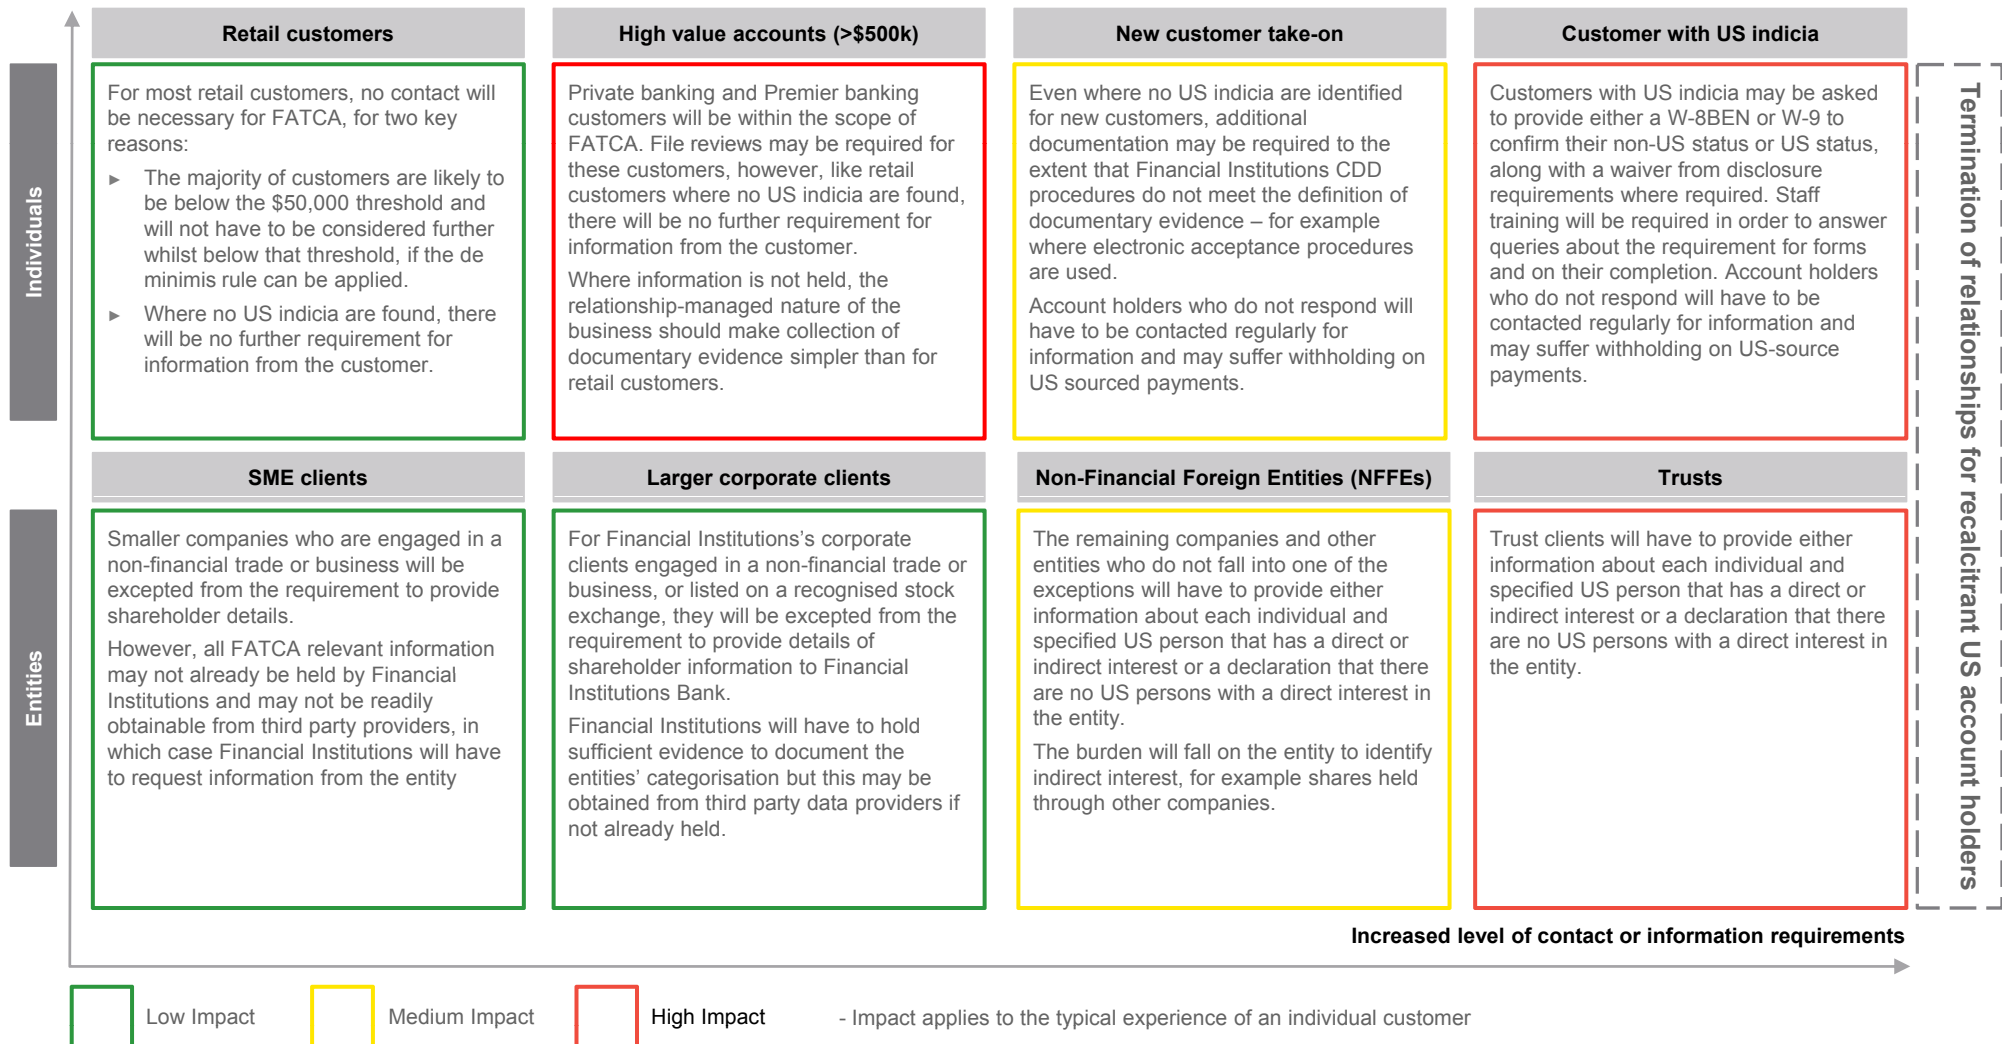 Individuals
Retail customers
For most retail customers, no contact will
be necessary for FATCA, for two key
reasons:
► The majority of customers are likely to
be below the $50,000 threshold and
will not have to be considered further
whilst below that threshold, if the de
minimis rule can be applied.
► Where no US indicia are found, there
will be no further requirement for
information from the customer.
High value accounts (>$500k)
Private banking and Premier banking
customers will be within the scope of
FATCA. File reviews may be required for
these customers, however, like retail
customers where no US indicia are found,
there will be no further requirement for
information from the customer.
Where information is not held, the
relationship-managed nature of the
business should make collection of
documentary evidence simpler than for
retail customers.
New customer take-on
Even where no US indicia are identified
for new customers, additional
documentation may be required to the
extent that Financial Institutions CDD
procedures do not meet the definition of
documentary evidence – for example
where electronic acceptance procedures
are used.
Account holders who do not respond will
have to be contacted regularly for
information and may suffer withholding on
US sourced payments.
Customer with US indicia
Customers with US indicia may be asked
to provide either a W-8BEN or W-9 to
confirm their non-US status or US status,
along with a waiver from disclosure
requirements where required. Staff
training will be required in order to answer
queries about the requirement for forms
and on their completion. Account holders
who do not respond will have to be
contacted regularly for information and
may suffer withholding on US-source
payments.
Entities
SME clients
Smaller companies who are engaged in a
non-financial trade or business will be
excepted from the requirement to provide
shareholder details.
However, all FATCA relevant information
may not already be held by Financial
Institutions and may not be readily
obtainable from third party providers, in
which case Financial Institutions will have
to request information from the entity
Larger corporate clients
For Financial Institutions's corporate
clients engaged in a non-financial trade or
business, or listed on a recognised stock
exchange, they will be excepted from the
requirement to provide details of
shareholder information to Financial
Institutions Bank.
Financial Institutions will have to hold
sufficient evidence to document the
entities' categorisation but this may be
obtained from third party data providers if
not already held.
Non-Financial Foreign Entities (NFFEs)
The remaining companies and other
entities who do not fall into one of the
exceptions will have to provide either
information about each individual and
specified US person that has a direct or
indirect interest or a declaration that there
are no US persons with a direct interest in
the entity.
The burden will fall on the entity to identify
indirect interest, for example shares held
through other companies.
Trusts
Trust clients will have to provide either
information about each individual and
specified US person that has a direct or
indirect interest or a declaration that there
are no US persons with a direct interest in
the entity.
Termination of relationships for recalcitrant US account holders
Increased level of contact or information requirements
Low Impact
Medium Impact
High Impact
- Impact applies to the typical experience of an individual customer